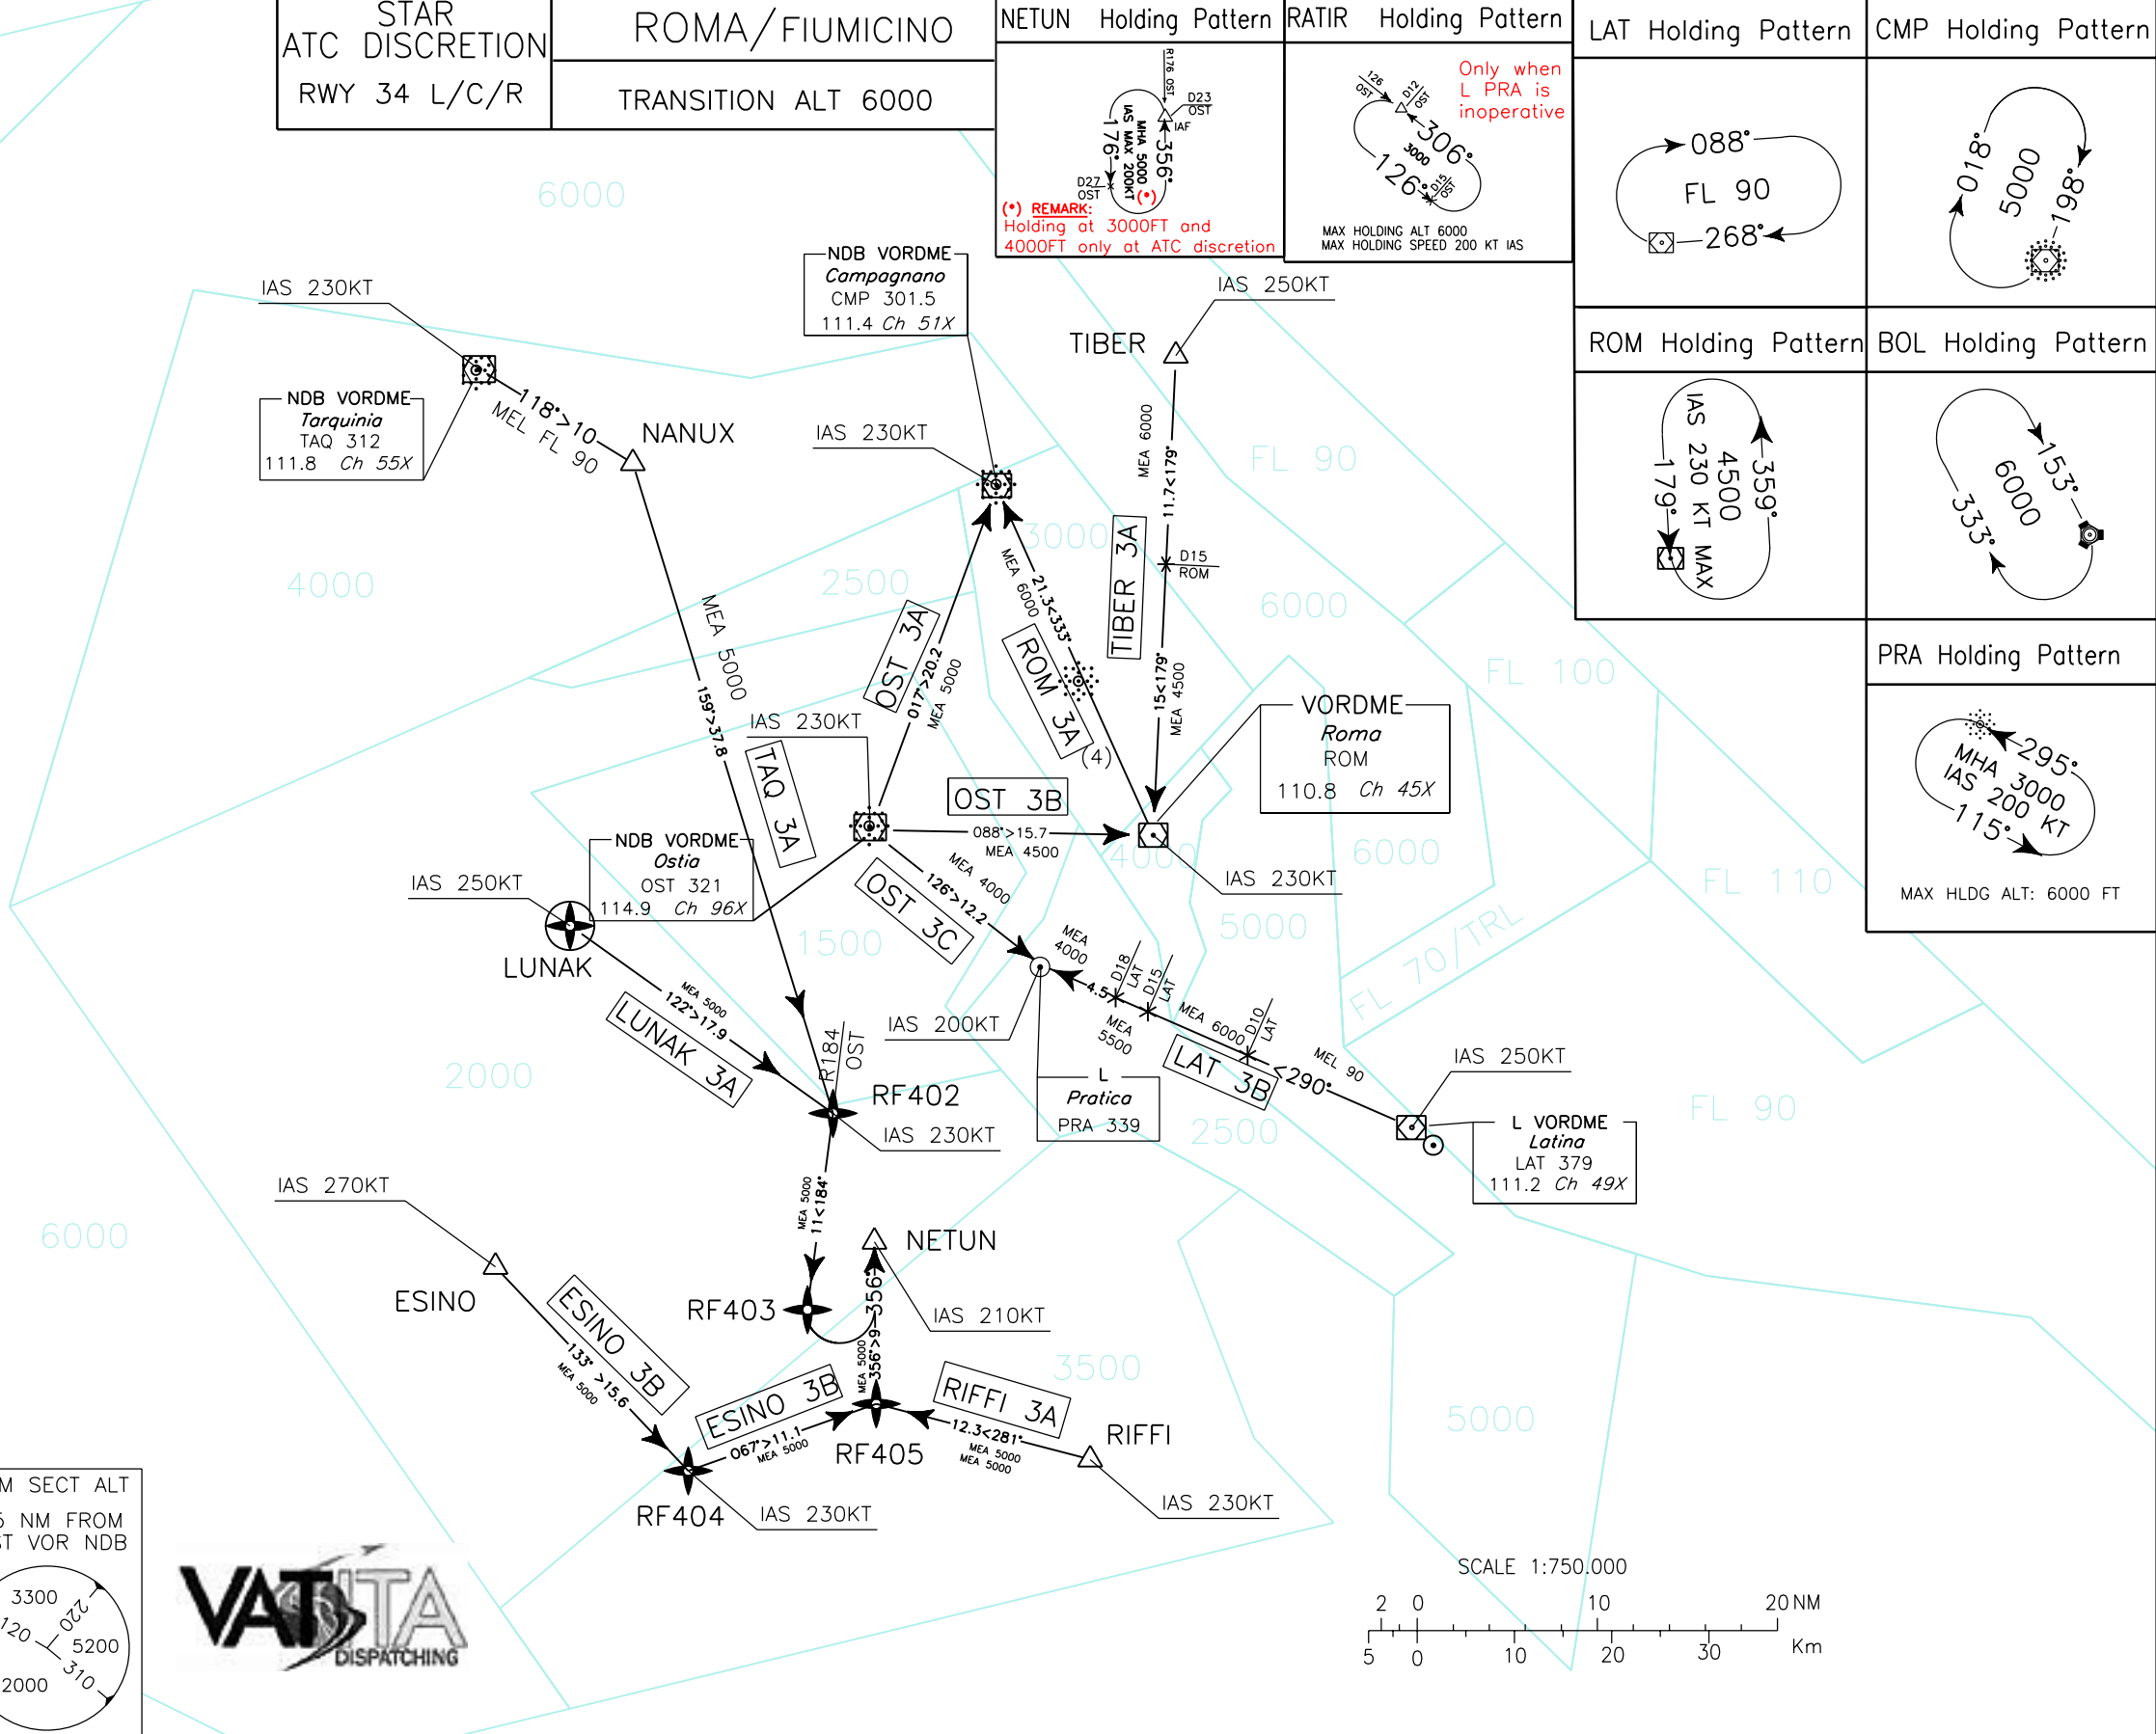 STAR
ATC DISCRETION
RWY 34 L/C/R
ROMA/FIUMICINO
TRANSITION ALT 6000
NETUN Holding Pattern
R176 OST
D23
OST
IAF
176°
MHA 5000
IAS MAX 200KT
(*)
356°
D27
OST
(*) REMARK:
Holding at 3000FT and
4000FT only at ATC discretion
RATIR Holding Pattern
Only when
L PRA is
inoperative
126
OST
D12
OST
306°
3000
126°
D15
OST
MAX HOLDING ALT 6000
MAX HOLDING SPEED 200 KT IAS
LAT Holding Pattern
088°
FL 90
268°
CMP Holding Pattern
018°
5000
198°
ROM Holding Pattern
179°
IAS 230 KT MAX
4500
359°
BOL Holding Pattern
153°
6000
333°
PRA Holding Pattern
295°
MHA 3000
IAS 200 KT
115°
MAX HLDG ALT: 6000 FT
6000
NDB VORDME
Campagnano
CMP 301.5
111.4 Ch 51X
IAS 230KT
IAS 250KT
TIBER
NDB VORDME
Tarquinia
TAQ 312
111.8 Ch 55X
118°>10
MEL FL 90
NANUX
IAS 230KT
MEA 6000
11.7<179°
FL 90
D15
ROM
TIBER 3A
3000
4000
2500
6000
MEA 5000
159°>37.8
TAQ 3A
OST 3A
017°>20.2
MEA 5000
MEA 6000
21.3<333°
ROM 3A
(4)
15<179°
MEA 4500
FL 100
IAS 230KT
VORDME
Roma
ROM
110.8 Ch 45X
OST 3B
088°>15.7
MEA 4500
4000
6000
IAS 230KT
FL 110
NDB VORDME
Ostia
OST 321
114.9 Ch 96X
IAS 250KT
LUNAK
MEA 4000
126°>12.2
OST 3C
1500
5000
FL 70/TRL
MEA
4000
D18
LAT
D15
LAT
4.5
MEA
5500
MEA 6000
D10
LAT
LAT 3B
<290°
MEL 90
IAS 200KT
MEA 5000
122°>17.9
LUNAK 3A
R184
OST
2000
RF402
IAS 230KT
L
Pratica
PRA 339
2500
IAS 250KT
L VORDME
Latina
LAT 379
111.2 Ch 49X
FL 90
IAS 270KT
6000
ESINO
MEA 5000
11<184°
NETUN
RF403
IAS 210KT
356°
MEA 5000
356°>9
ESINO 3B
133° >15.6
MEA 5000
ESINO 3B
067°>11.1
MEA 5000
RF404
IAS 230KT
RF405
RIFFI 3A
12.3<281°
MEA 5000
MEA 5000
RIFFI
IAS 230KT
3500
5000
M SECT ALT
NM FROM
ST VOR NDB
3300
220
120
5200
310
2000
VATITA
DISPATCHING
SCALE 1:750.000
2 0 10 20 NM
5 0 10 20 30 Km